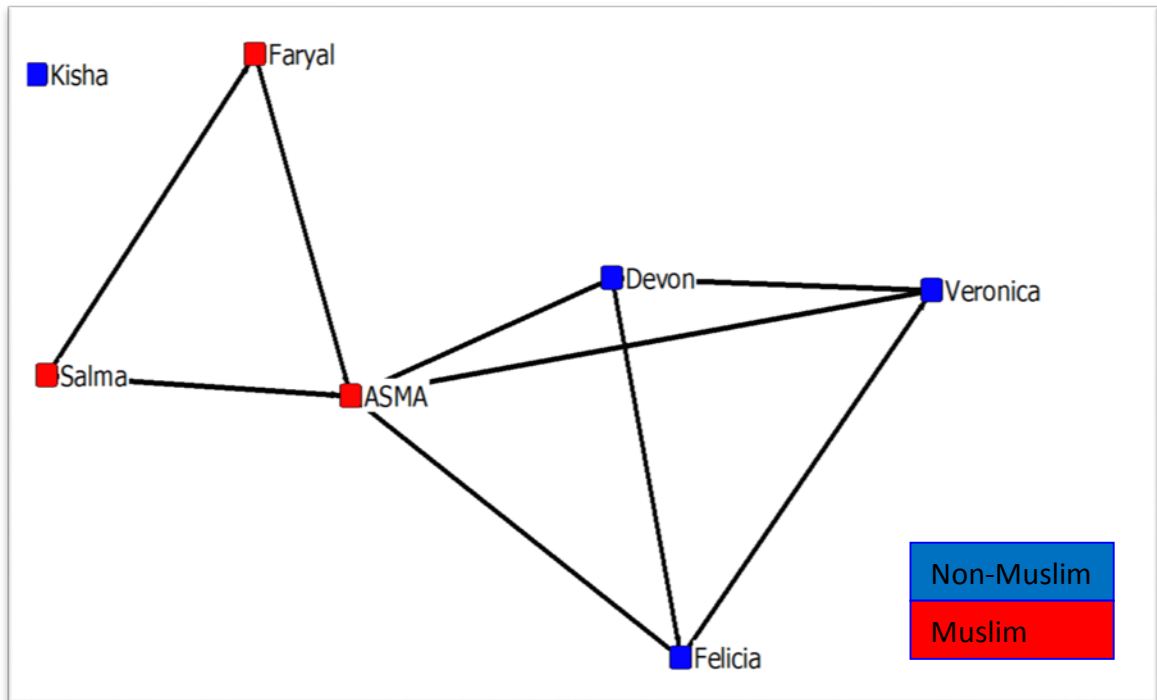 Faryal
Kisha
Devon
Veronica
Salma
ASMA
Non-Muslim
Muslim
Felicia